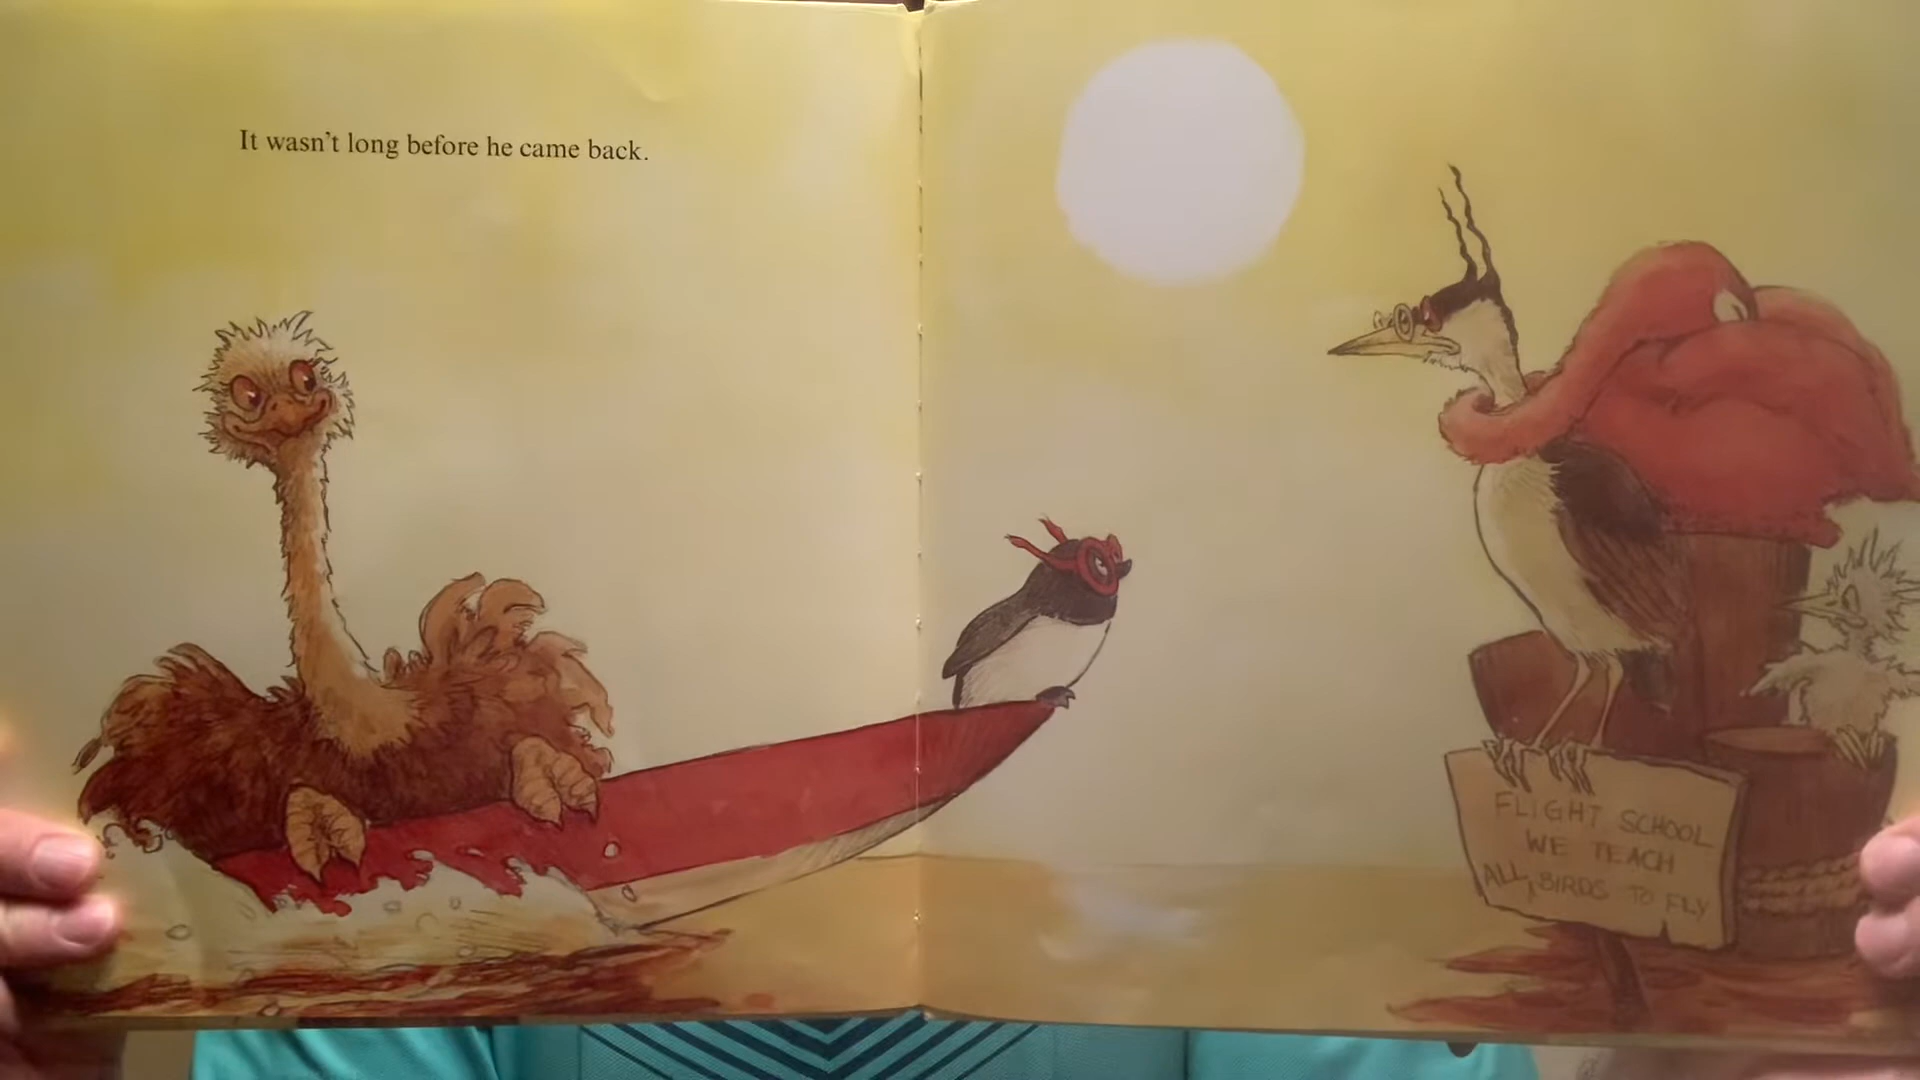 It wasn't long before he came back.
FLIGHT SCHOOL
WE TEACH
ALL, BIRDS TO FLY